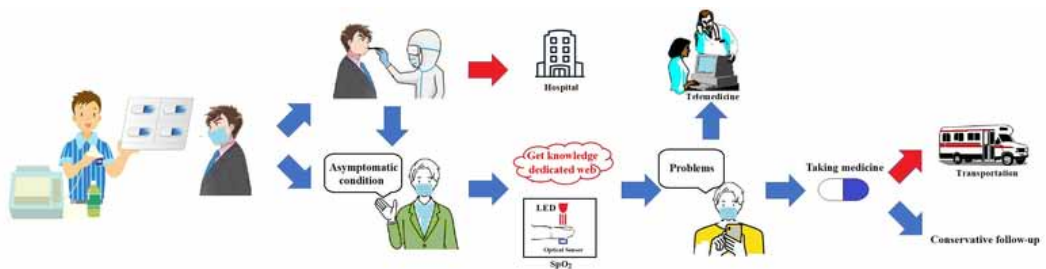 Hospital
Telemedicine
Asymptomatic
condition
Get knowledge
dedicated web
LED
Optical Sensor
SpO₂
Problems
Taking medicine
Transportation
Conservative follow-up